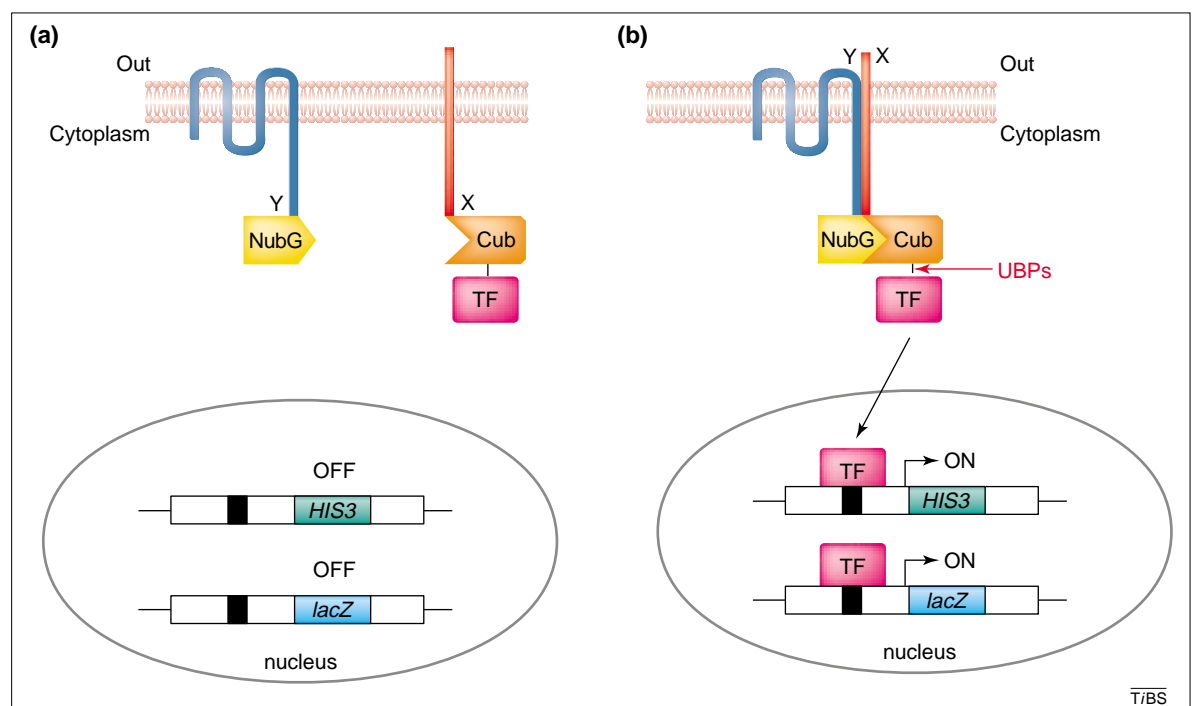 (a)
Out
Cytoplasm
Y
X
NubG
Cub
TF
OFF
HIS3
OFF
lacZ
nucleus
(b)
Y X
Out
Cytoplasm
NubG
Cub
UBPs
TF
TF
ON
HIS3
TF
ON
lacZ
nucleus
TiBS